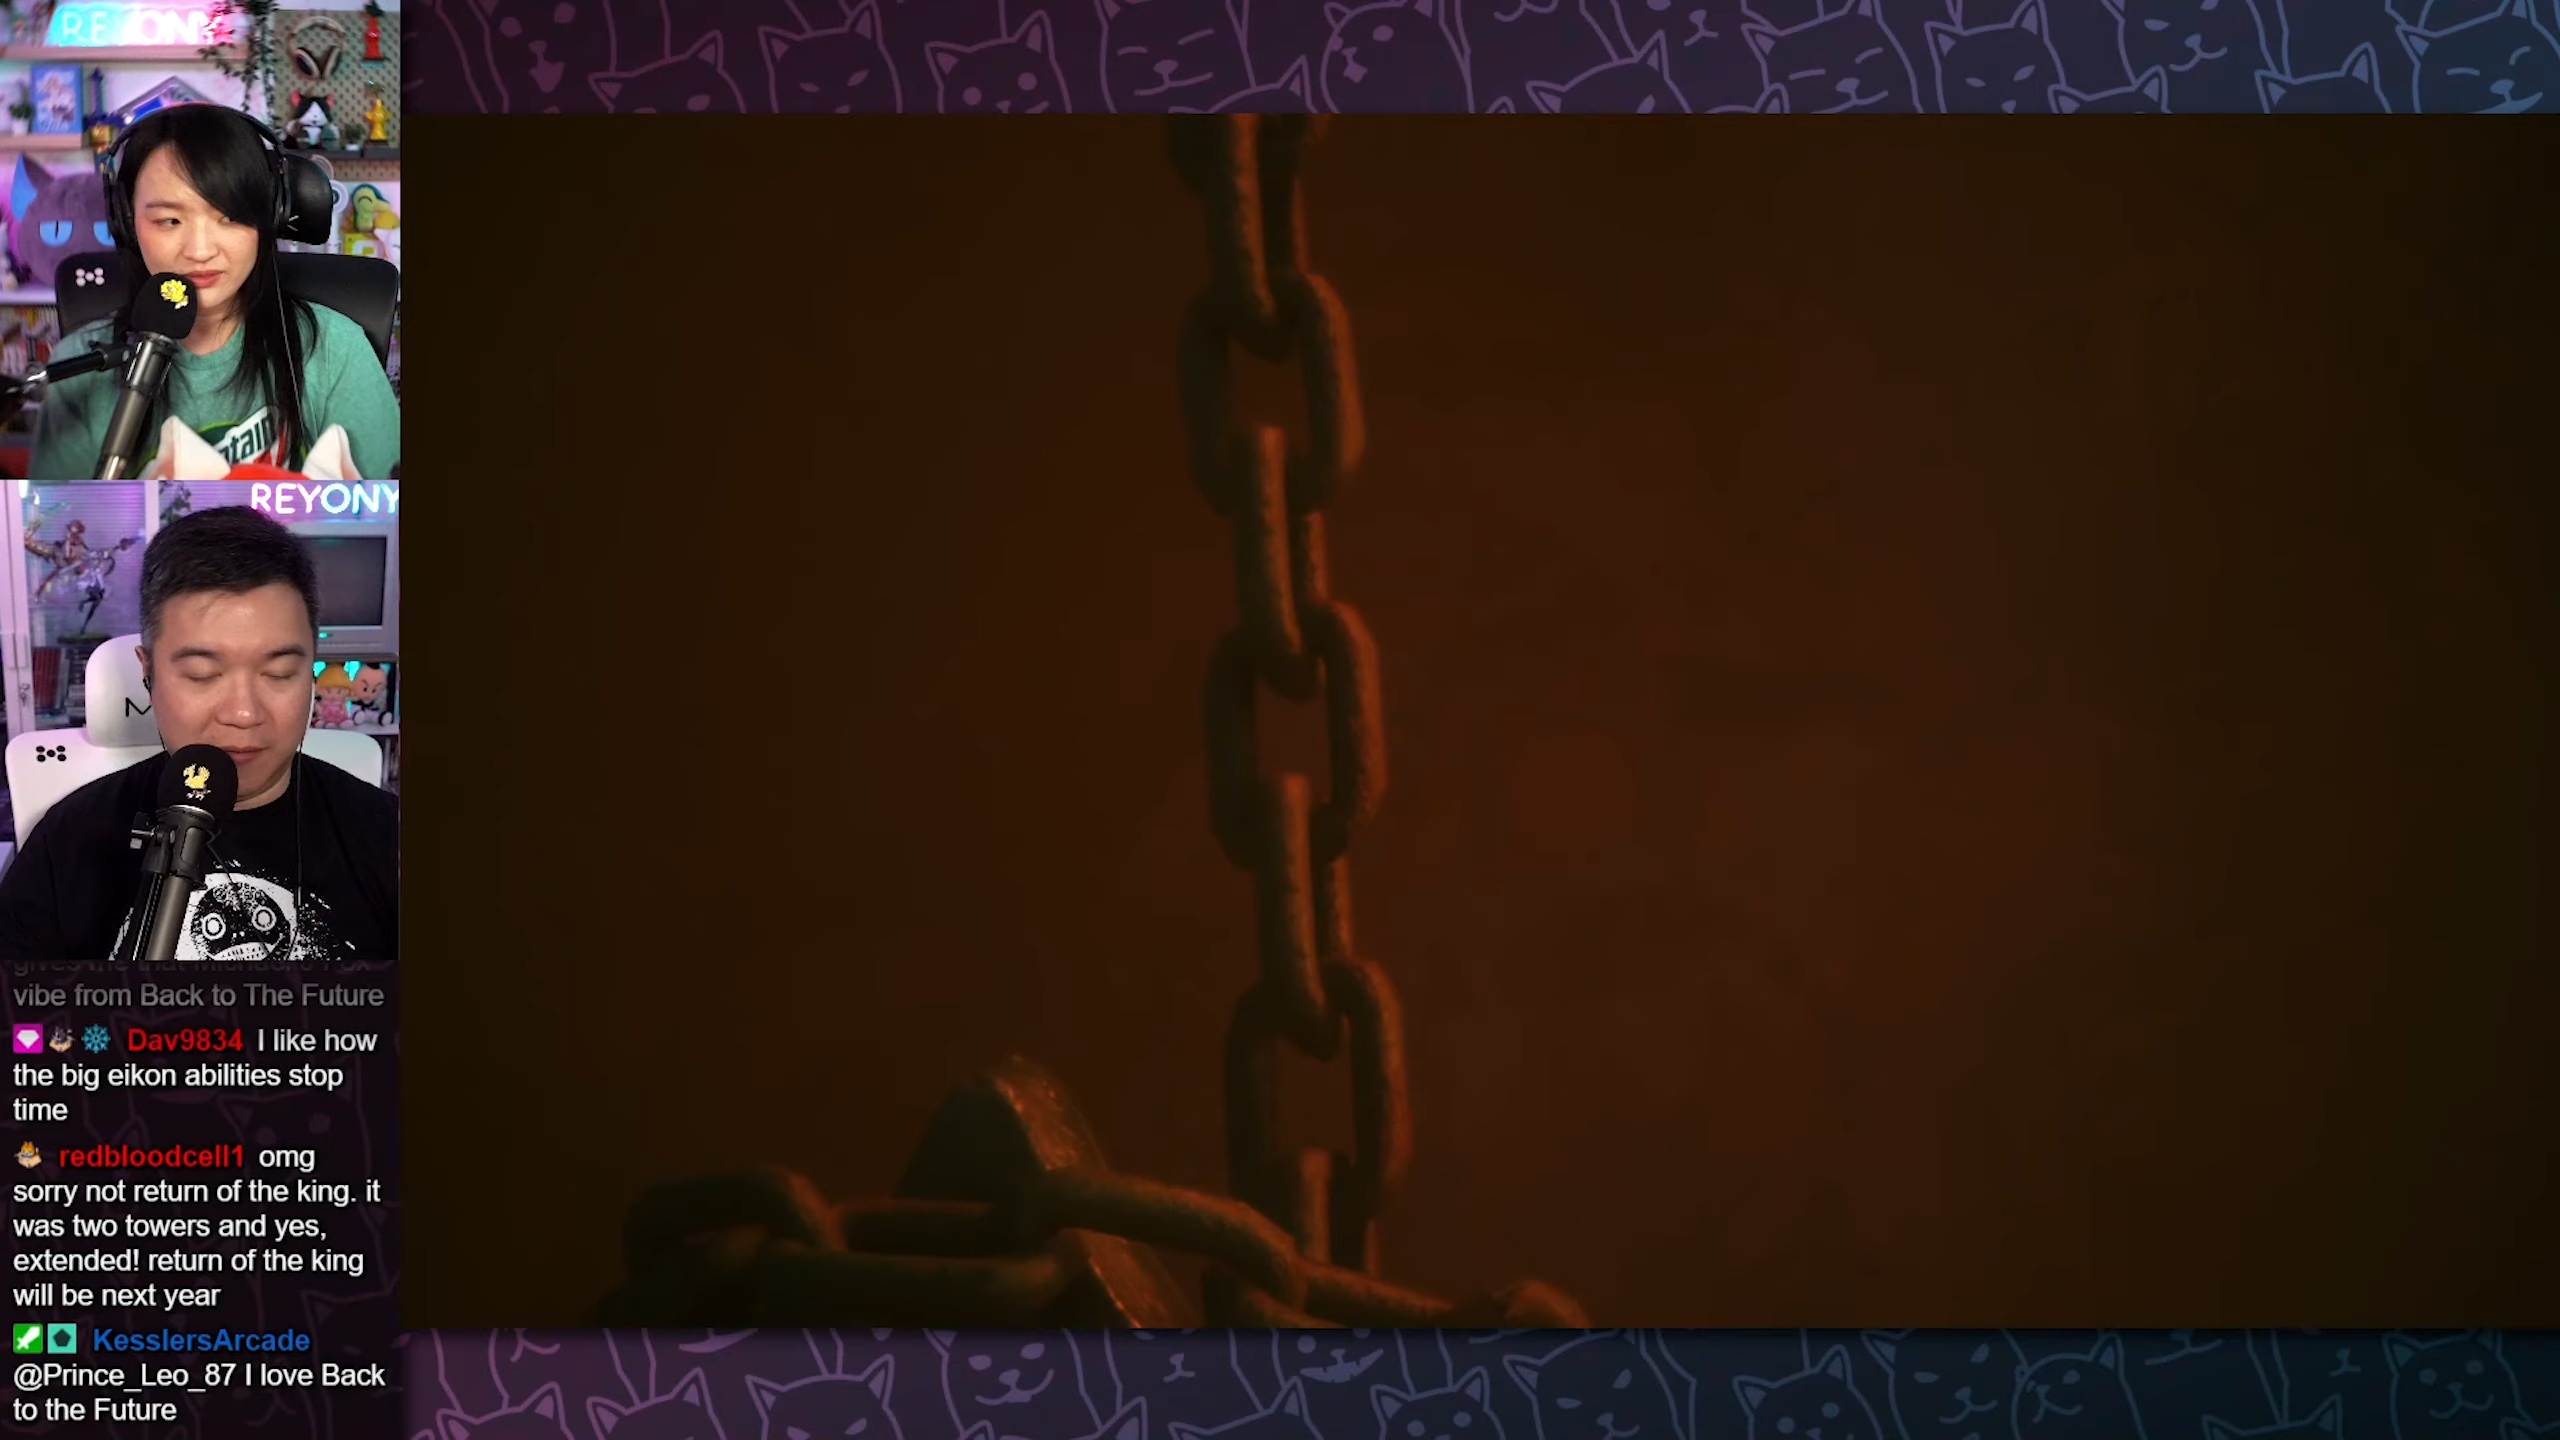 REYONY
tain
REYONY
M
vibe from Back to The Future
Dav9834 I like how
the big eikon abilities stop
time
redbloodcell1 omg
sorry not return of the king. it
was two towers and yes,
extended! return of the king
will be next year
KesslersArcade
@Prince_Leo_87 I love Back
to the Future